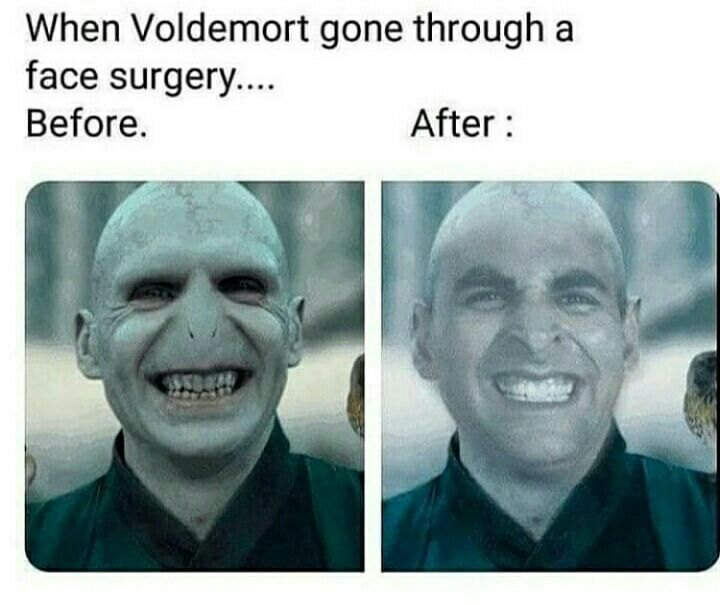 When Voldemort gone through a
face surgery....
Before. After :